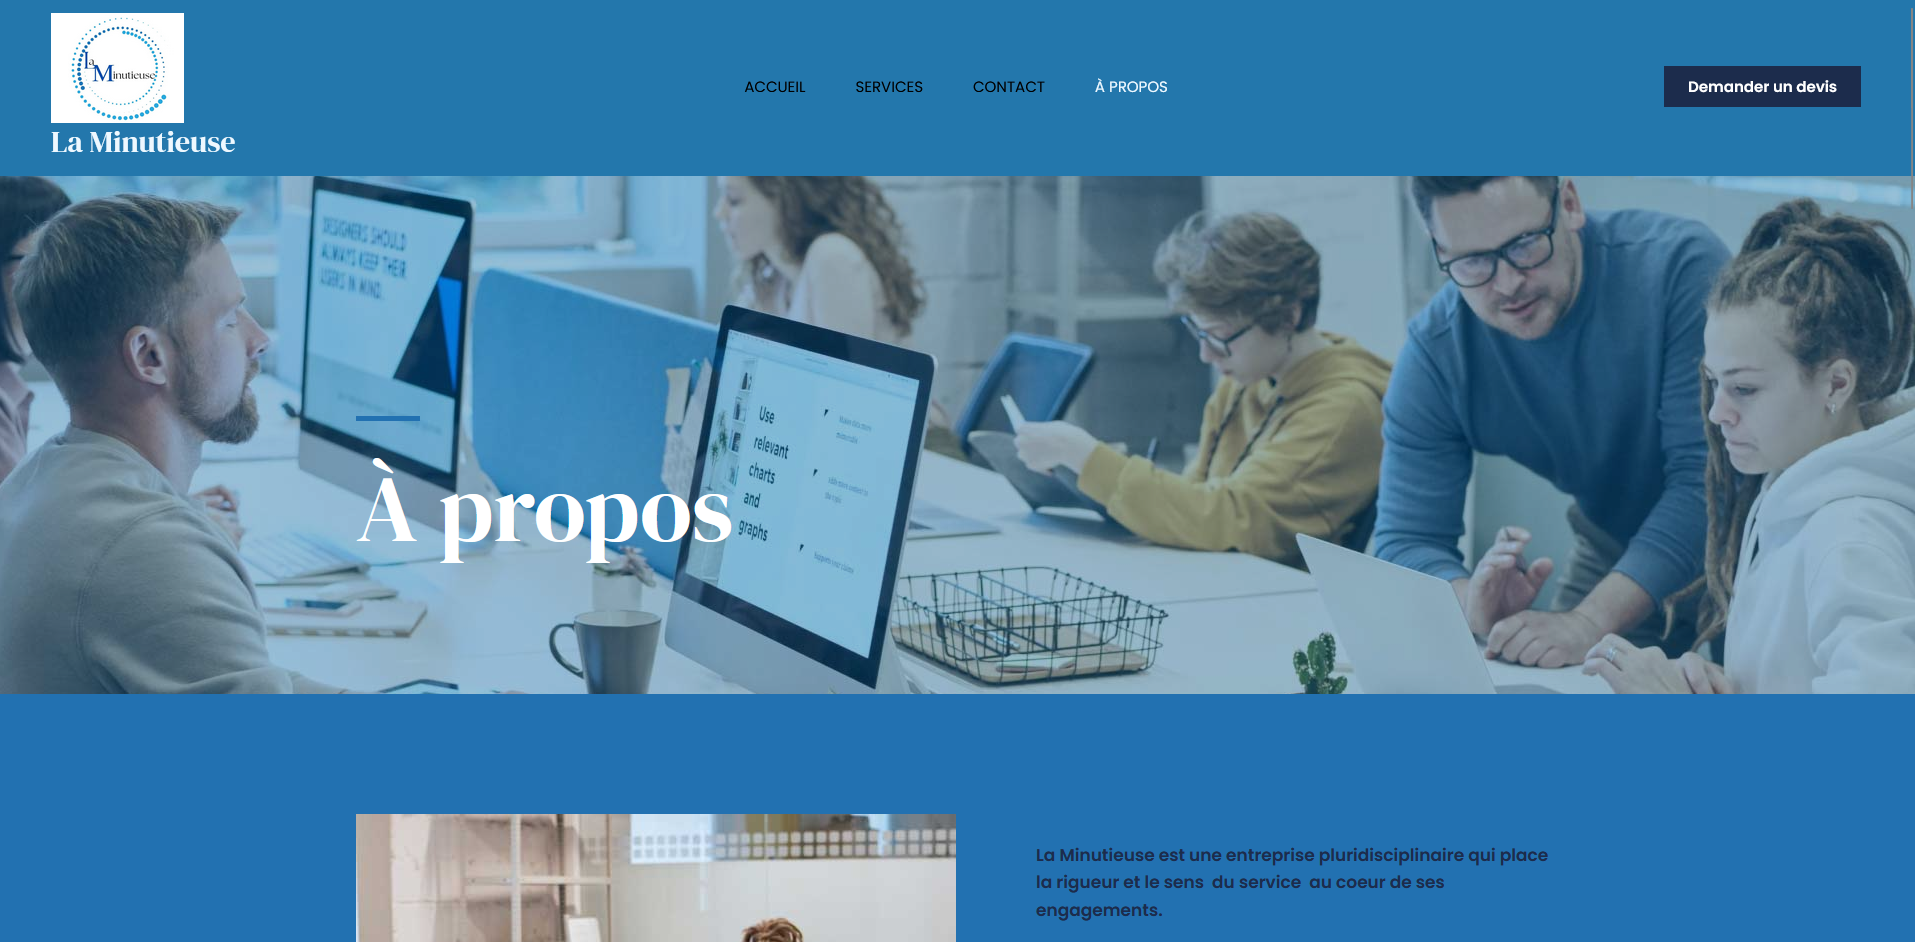 La Minutieuse
La Minutieuse
ACCUEIL
SERVICES
CONTACT
À PROPOS
Demander un devis
DESIGNERS SHOULD
ALWAYS KEEP THEIR
USERS IN MIND.
Use
relevant
charts
and
graphs
À propos
La Minutieuse est une entreprise pluridisciplinaire qui place
la rigueur et le sens du service au coeur de ses
engagements.